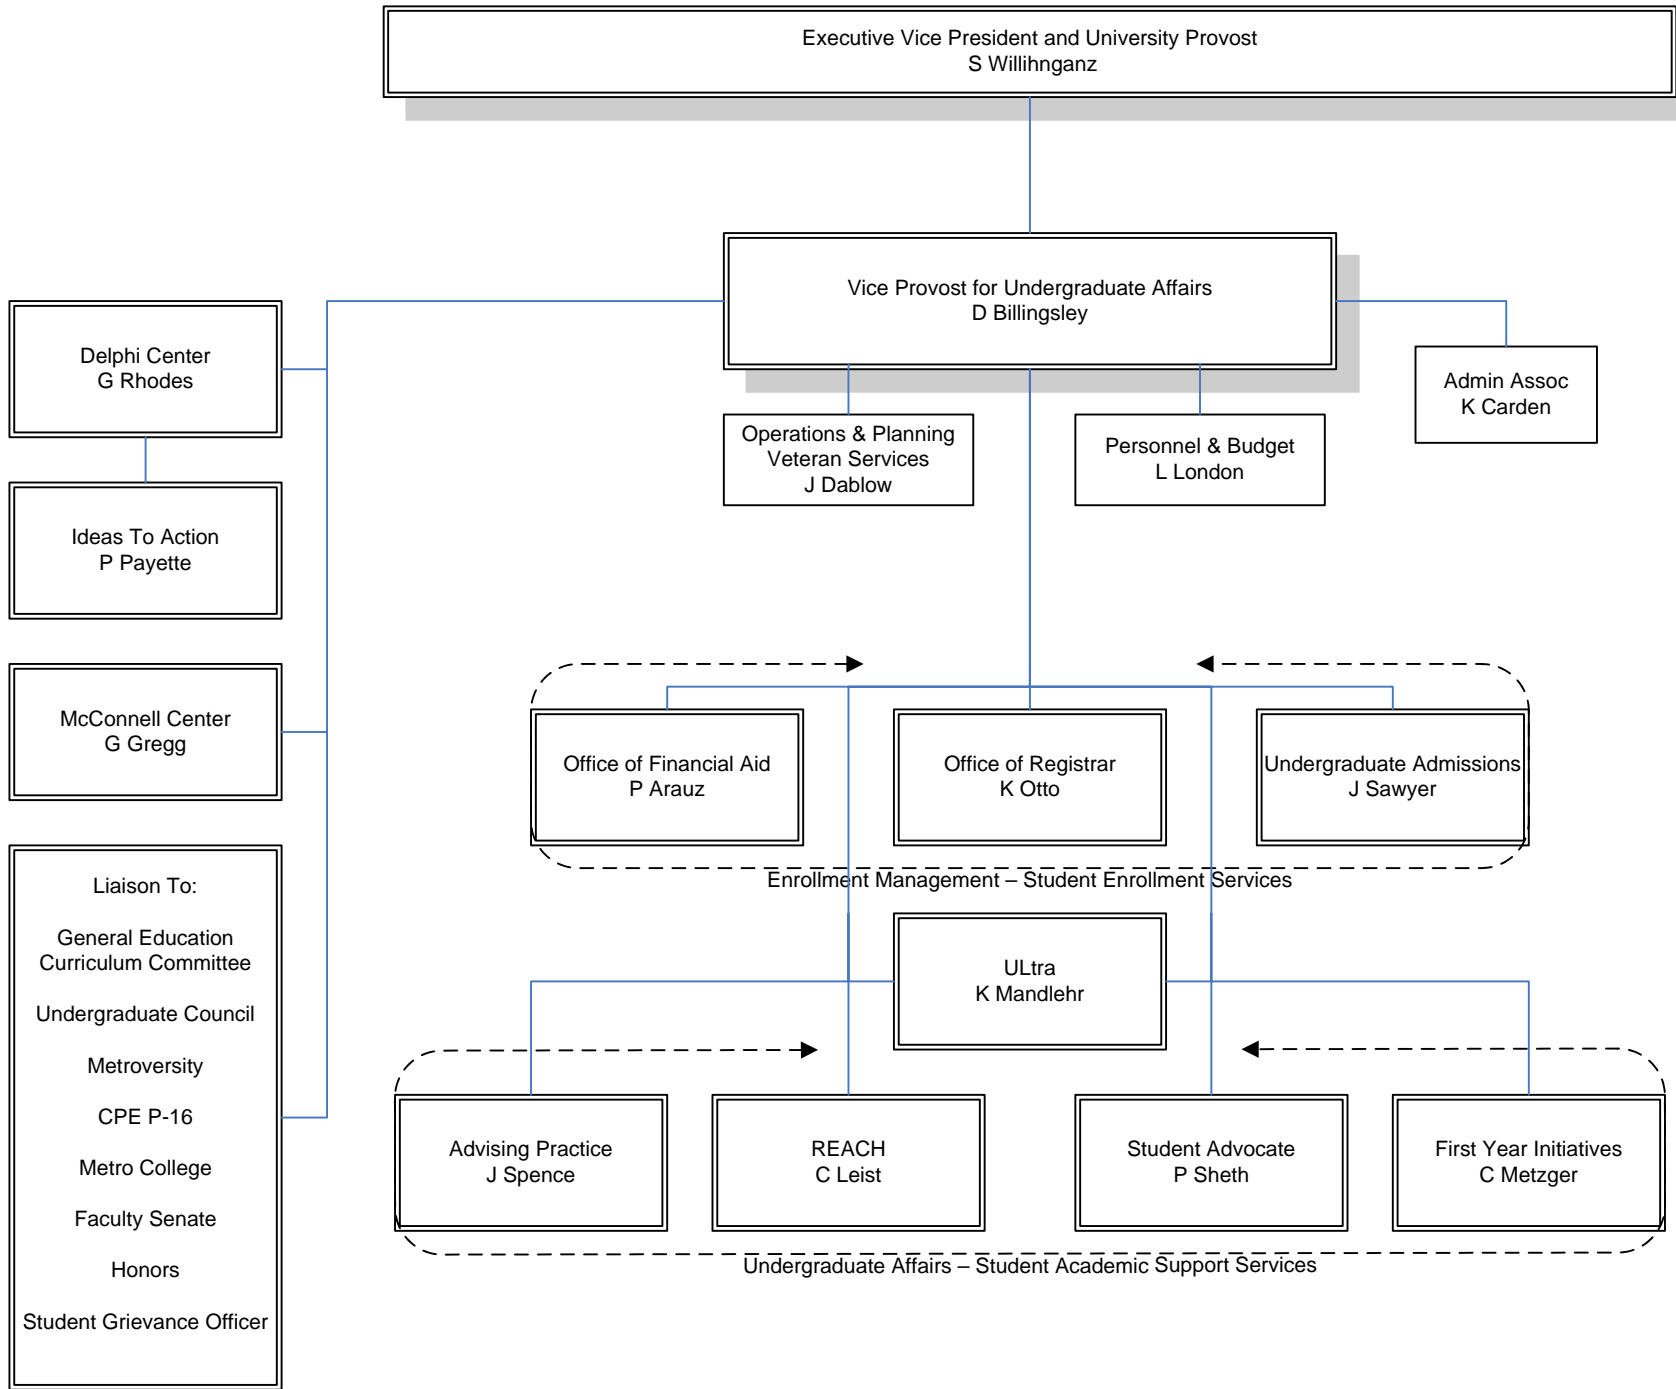 Executive Vice President and University Provost
S Willihnganz
Vice Provost for Undergraduate Affairs
D Billingsley
Delphi Center
G Rhodes
Admin Assoc
K Carden
Operations & Planning
Veteran Services
J Dablow
Personnel & Budget
L London
Ideas To Action
P Payette
McConnell Center
G Gregg
Office of Financial Aid
P Arauz
Office of Registrar
K Otto
Undergraduate Admissions
J Sawyer
Enrollment Management – Student Enrollment Services
Liaison To:
General Education
Curriculum Committee
Undergraduate Council
Metroversity
CPE P-16
Metro College
Faculty Senate
Honors
Student Grievance Officer
ULtra
K Mandlehr
Advising Practice
J Spence
REACH
C Leist
Student Advocate
P Sheth
First Year Initiatives
C Metzger
Undergraduate Affairs – Student Academic Support Services